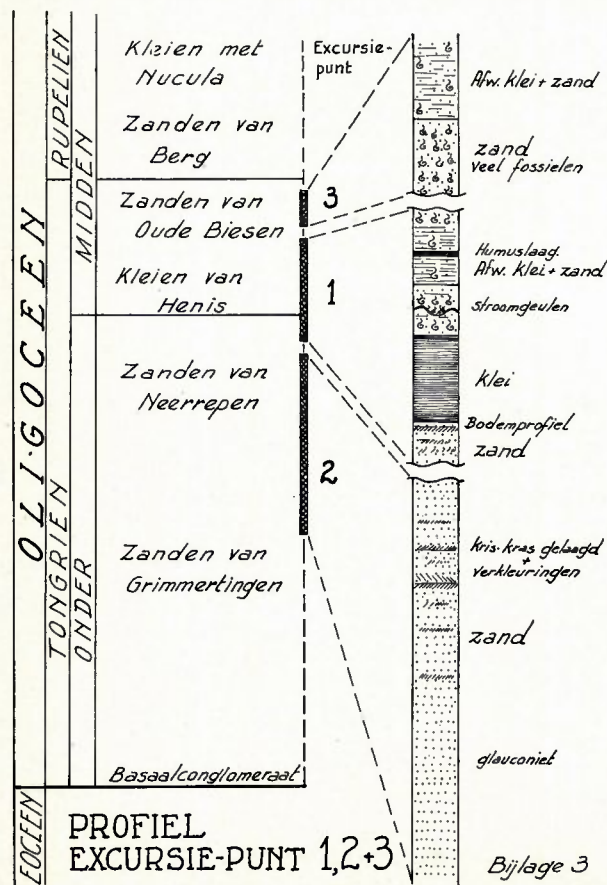 OLIGOCEEN
EOCEEN
RUPELIEN
TONGRIEN
MIDDEN
ONDER
Kleien met
Nucula
Zanden van
Berg
Zanden van
Oude Biesen
Kleien van
Henis
Zanden van
Neerrepen
Zanden van
Grimmertingen
Basaalconglomeraat
Excursie-
punt
3
1
2
Afw. klei + zand
zand
veel fossielen
Humuslaag.
Afw. klei + zand
stroomgeulen
klei
Bodemprofiel
zand
kris-kras gelaagd
+
verkleuringen
zand
glauconiet
PROFIEL
EXCURSIE-PUNT 1,2+3
Bijlage 3